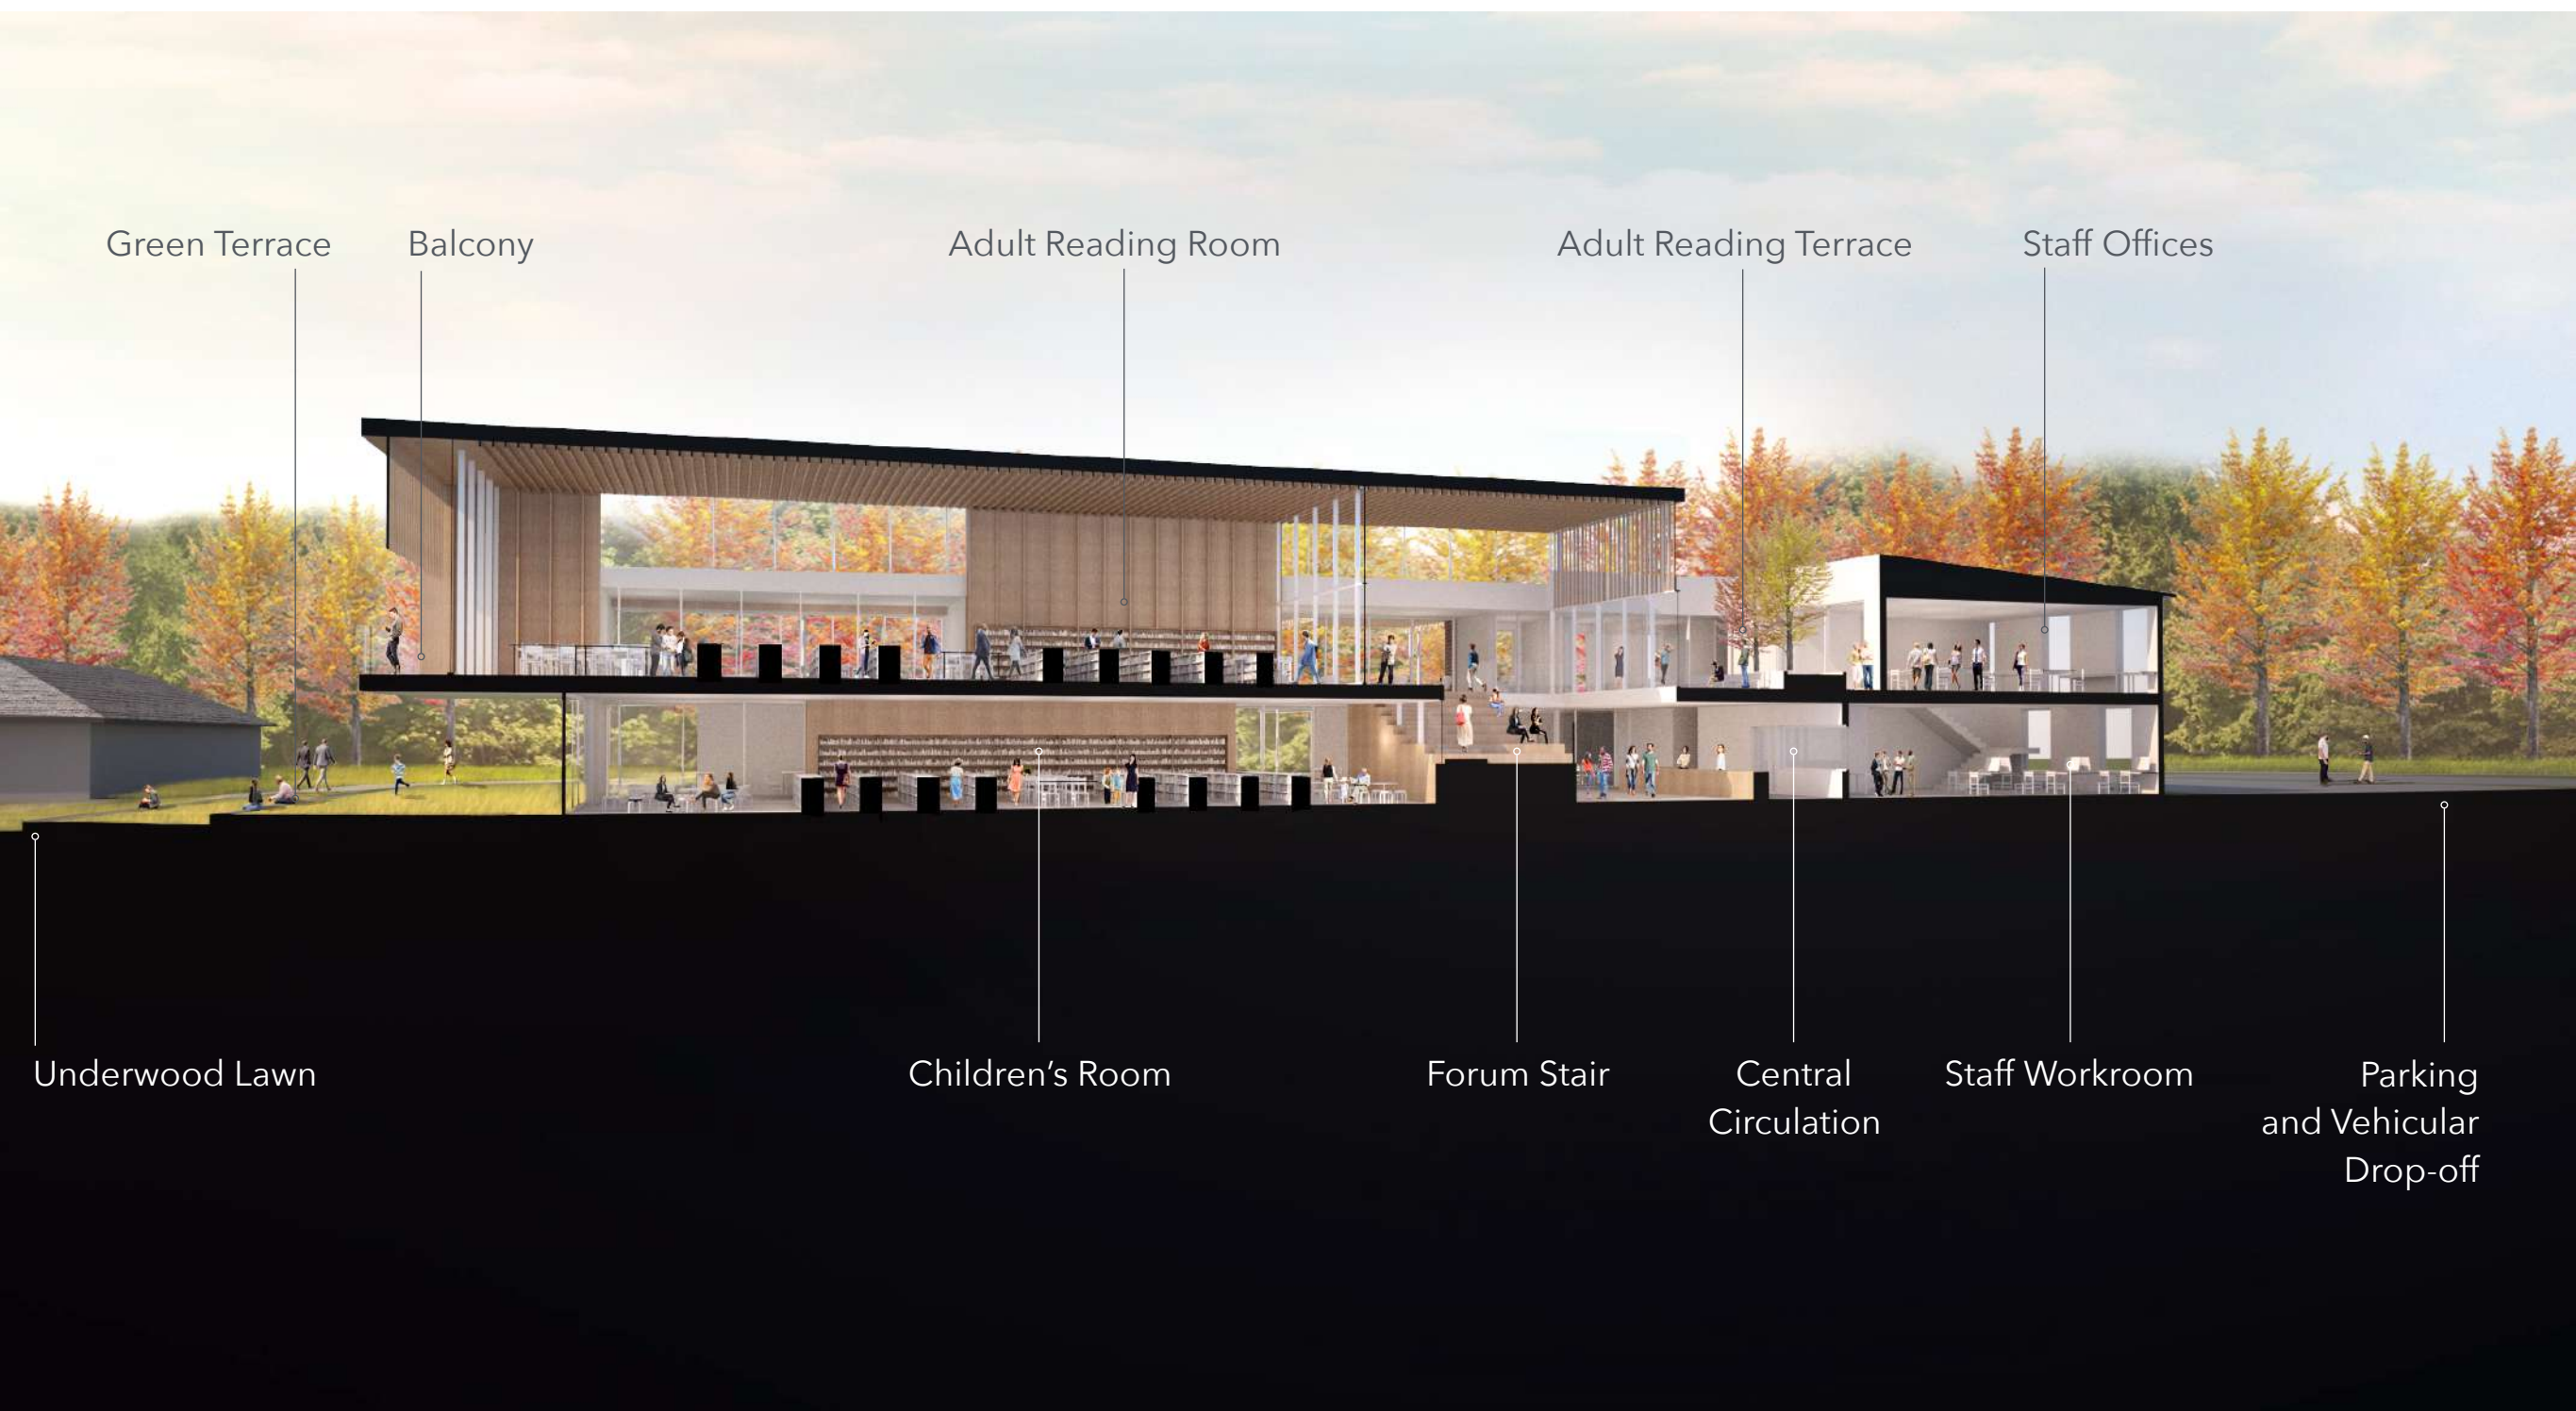 Green Terrace
Balcony
Adult Reading Room
Adult Reading Terrace
Staff Offices
Underwood Lawn
Children’s Room
Forum Stair
Central
Circulation
Staff Workroom
Parking
and Vehicular
Drop-off